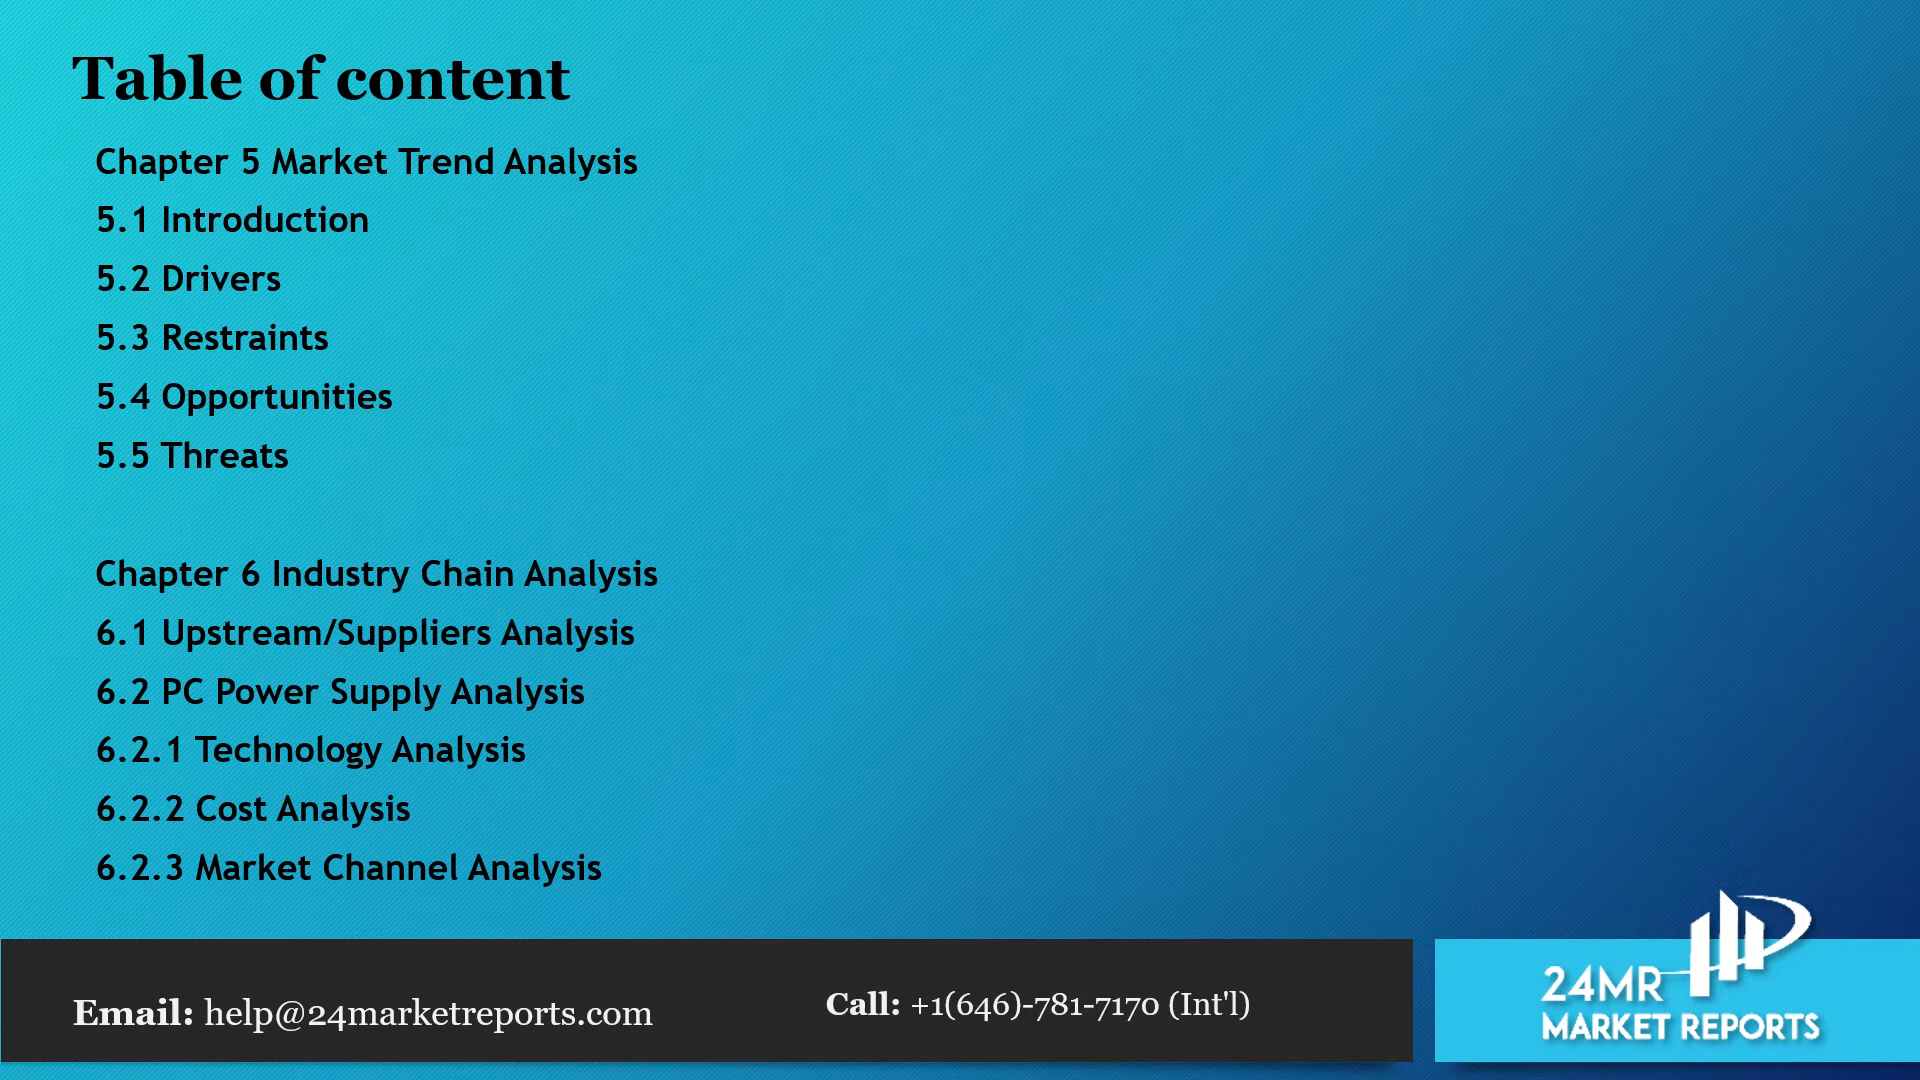 Table of content
Chapter 5 Market Trend Analysis
5.1 Introduction
5.2 Drivers
5.3 Restraints
5.4 Opportunities
5.5 Threats
Chapter 6 Industry Chain Analysis
6.1 Upstream/Suppliers Analysis
6.2 PC Power Supply Analysis
6.2.1 Technology Analysis
6.2.2 Cost Analysis
6.2.3 Market Channel Analysis
Email: help@24marketreports.com
Call: +1(646)-781-7170 (Int'l)
24MR
MARKET REPORTS